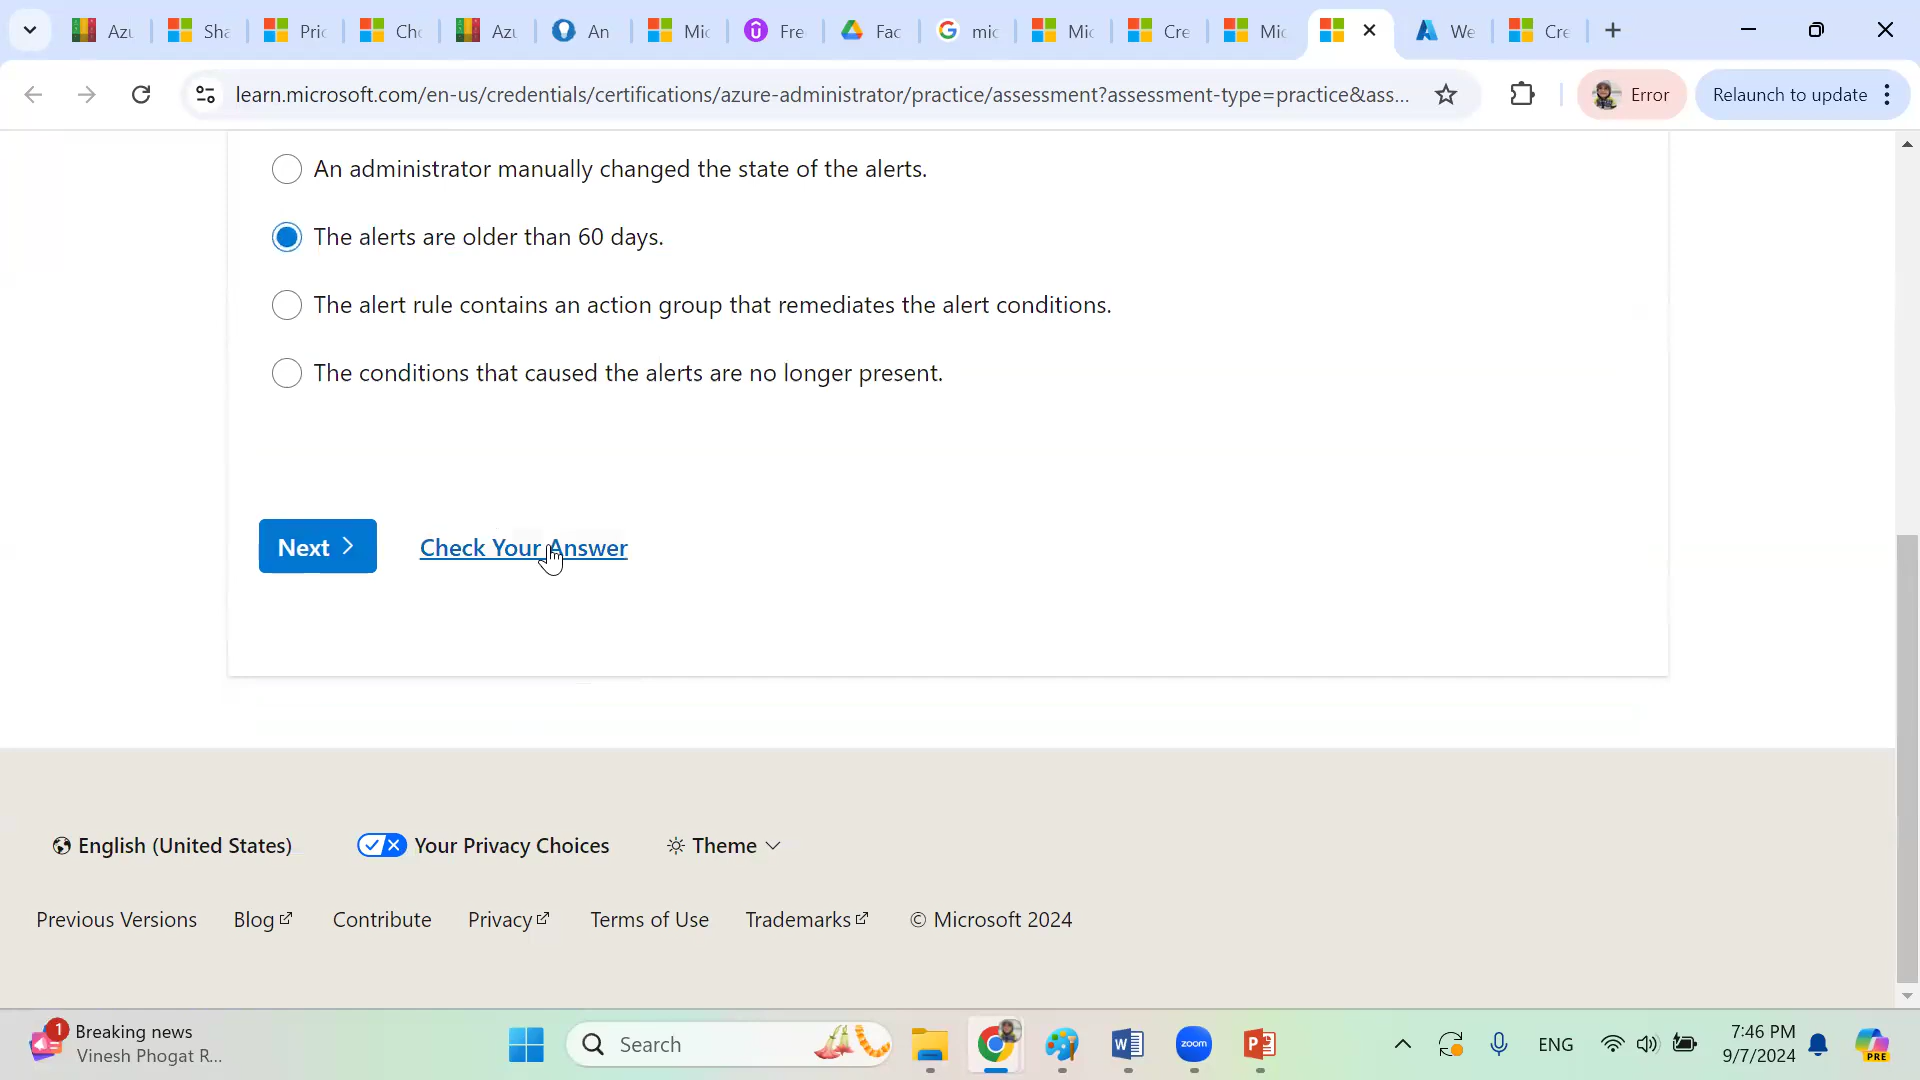 Azu
Sha
Pric
Che
Azu
An
Mic
Fre
Fac
mic
Mic
Cre
Mic
We
Cre
learn.microsoft.com/en-us/credentials/certifications/azure-administrator/practice/assessment?assessment-type=practice&ass...
Error
Relaunch to update
An administrator manually changed the state of the alerts.
The alerts are older than 60 days.
The alert rule contains an action group that remediates the alert conditions.
The conditions that caused the alerts are no longer present.
Next
Check Your Answer
English (United States)
Your Privacy Choices
Theme
Previous Versions
Blog
Contribute
Privacy
Terms of Use
Trademarks
© Microsoft 2024
1
Breaking news
Vinesh Phogat R...
Search
zoom
ENG
7:46 PM
9/7/2024
PRE